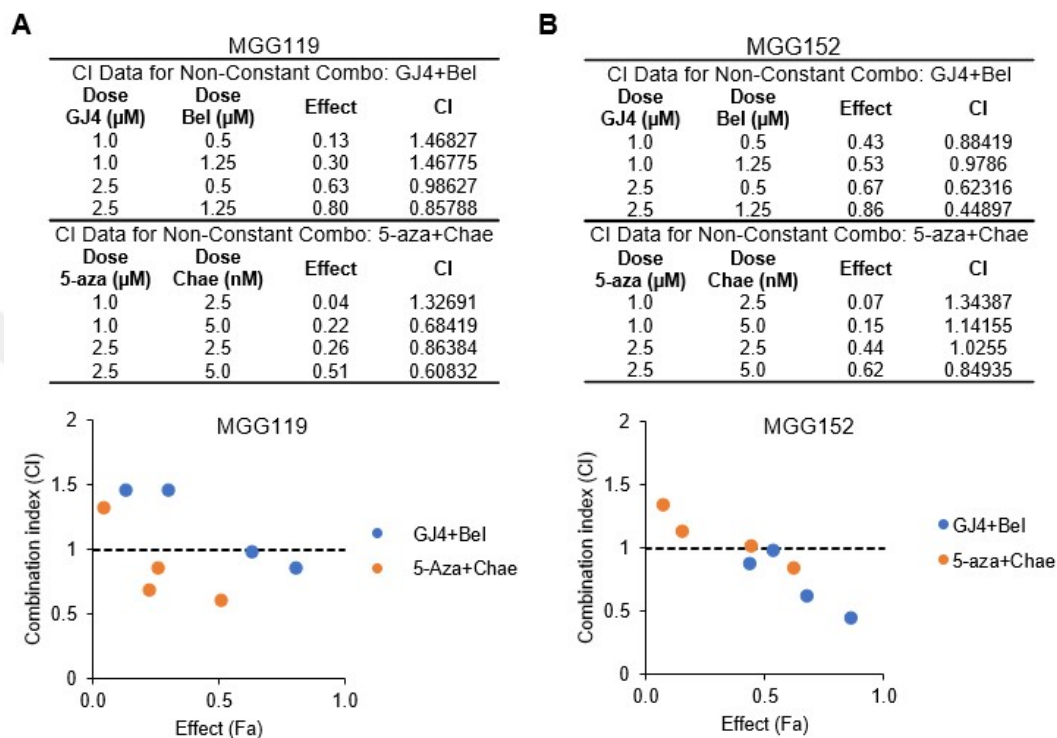 A
MGG119
CI Data for Non-Constant Combo: GJ4+Bel
Dose GJ4 (µM) Dose Bel (µM) Effect CI
1.0 0.5 0.13 1.46827
1.0 1.25 0.30 1.46775
2.5 0.5 0.63 0.98627
2.5 1.25 0.80 0.85788
CI Data for Non-Constant Combo: 5-aza+Chae
Dose 5-aza (µM) Dose Chae (nM) Effect CI
1.0 2.5 0.04 1.32691
1.0 5.0 0.22 0.68419
2.5 2.5 0.26 0.86384
2.5 5.0 0.51 0.60832
MGG119
Combination index (CI)
2
1.5
1
0.5
0
0.0 0.5 1.0
Effect (Fa)
GJ4+Bel
5-Aza+Chae
B
MGG152
CI Data for Non-Constant Combo: GJ4+Bel
Dose GJ4 (µM) Dose Bel (µM) Effect CI
1.0 0.5 0.43 0.88419
1.0 1.25 0.53 0.9786
2.5 0.5 0.67 0.62316
2.5 1.25 0.86 0.44897
CI Data for Non-Constant Combo: 5-aza+Chae
Dose 5-aza (µM) Dose Chae (nM) Effect CI
1.0 2.5 0.07 1.34387
1.0 5.0 0.15 1.14155
2.5 2.5 0.44 1.0255
2.5 5.0 0.62 0.84935
MGG152
Combination index (CI)
2
1.5
1
0.5
0
0.0 0.5 1.0
Effect (Fa)
GJ4+Bel
5-aza+Chae